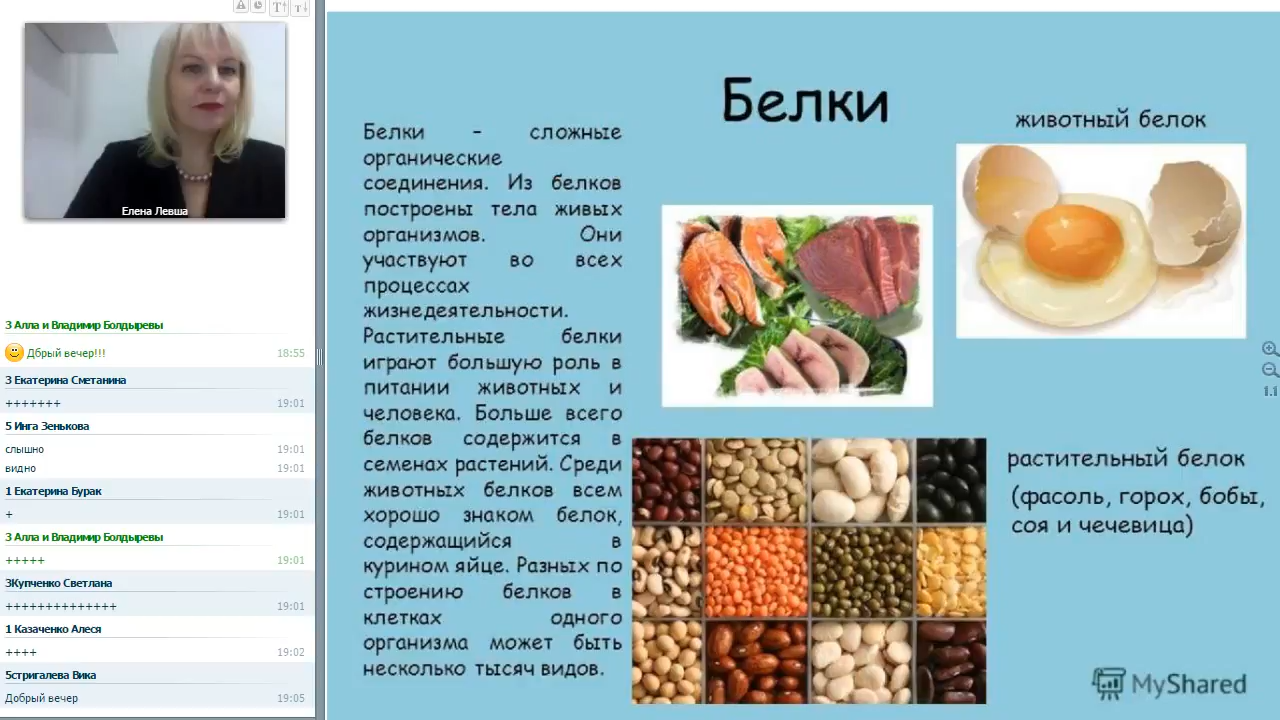 Елена Левша
3 Алла и Владимир Болдыревы
Дбрый вечер!!!
18:55
3 Екатерина Сметанина
+++++++
19:01
5 Инга Зенькова
слышно
19:01
видно
19:01
1 Екатерина Бурак
+
19:01
3 Алла и Владимир Болдыревы
+++++
19:01
3Купченко Светлана
++++++++++++++
19:01
1 Казаченко Алеся
++++
19:02
5стригалева Вика
Добрый вечер
19:05
Белки
Белки - сложные
органические
соединения. Из белков
построены тела живых
организмов. Они
участвуют во всех
процессах
жизнедеятельности.
Растительные белки
играют большую роль в
питании животных и
человека. Больше всего
белков содержится в
семенах растений. Среди
животных белков всем
хорошо знаком белок,
содержащийся в
курином яйце. Разных по
строению белков в
клетках одного
организма может быть
несколько тысяч видов.
животный белок
растительный белок
(фасоль, горох, бобы,
соя и чечевица)
1:1
MyShared